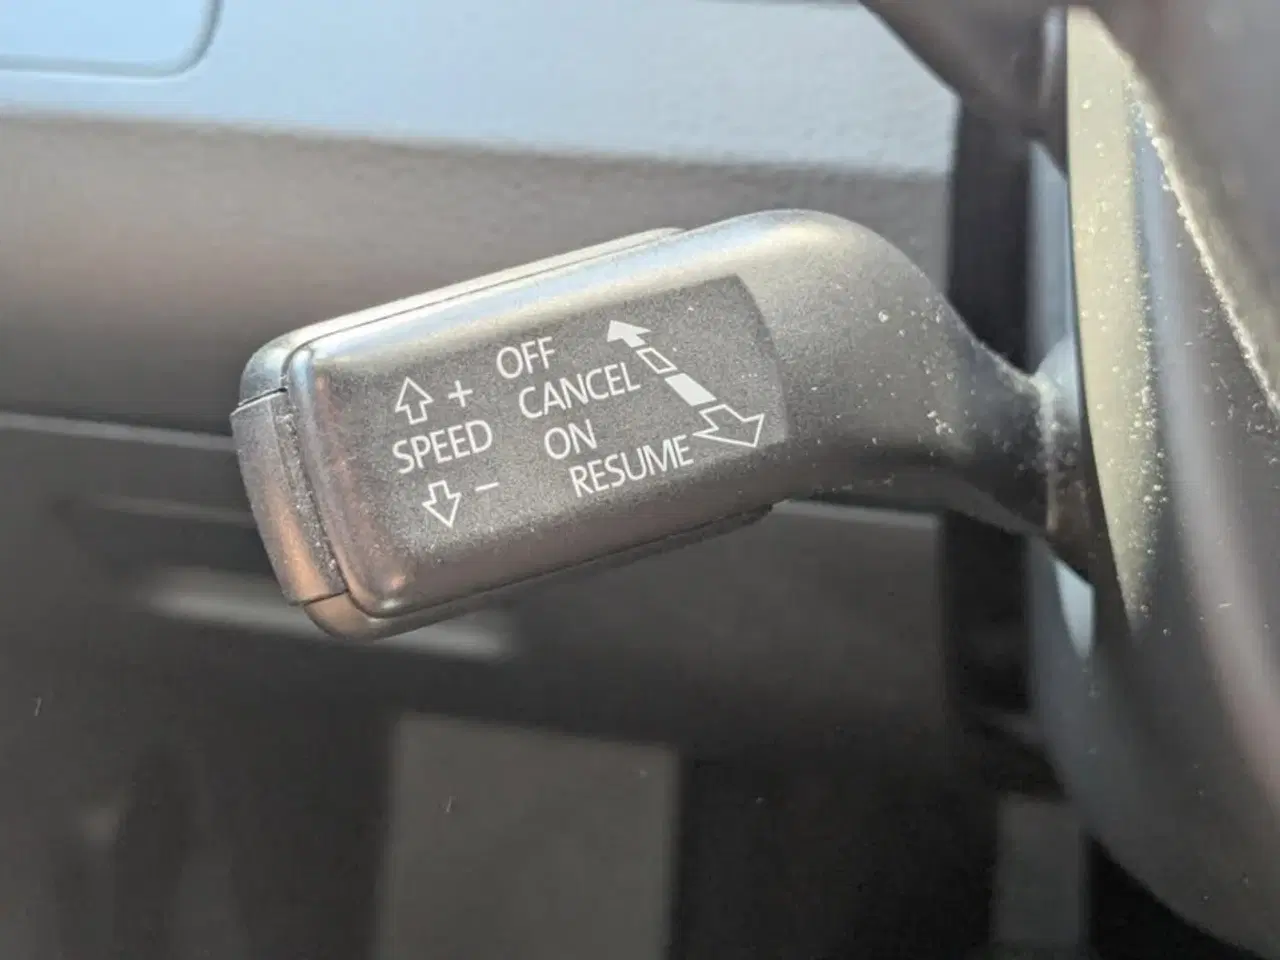 +
SPEED
−
OFF
CANCEL
ON
RESUME